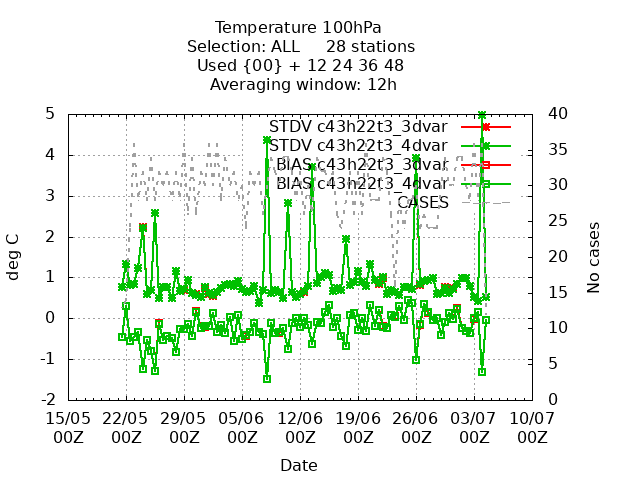 Temperature 100hPa
Selection: ALL 28 stations
Used {00} + 12 24 36 48
Averaging window: 12h
STDV c43h22t3_3dvar
STDV c43h22t3_4dvar
BIAS c43h22t3_3dvar
BIAS c43h22t3_4dvar
CASES
deg C
5
4
3
2
1
0
-1
-2
No cases
40
35
30
25
20
15
10
5
0
15/05 22/05 29/05 05/06 12/06 19/06 26/06 03/07 10/07
00Z 00Z 00Z 00Z 00Z 00Z 00Z 00Z 00Z
Date